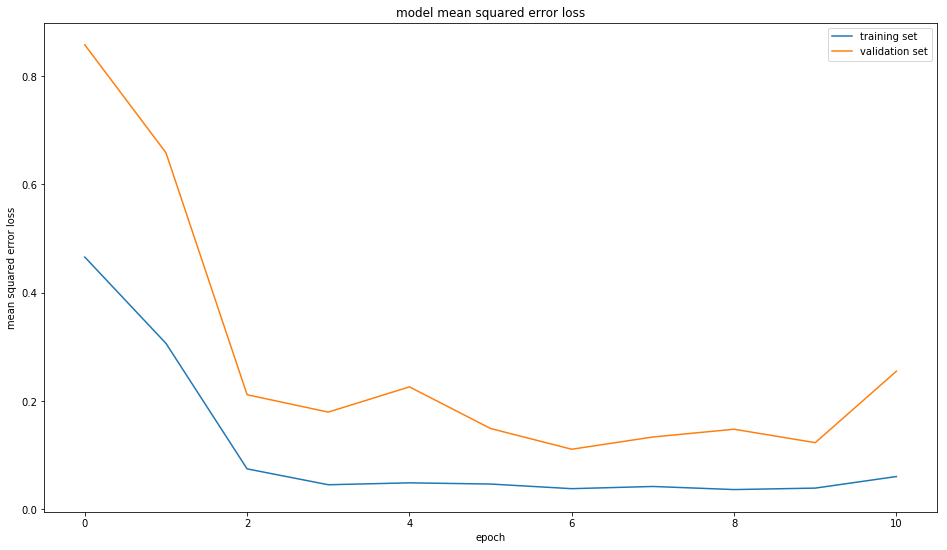 model mean squared error loss
training set
validation set
mean squared error loss
0.8
0.6
0.4
0.2
0.0
0 2 4 6 8 10
epoch